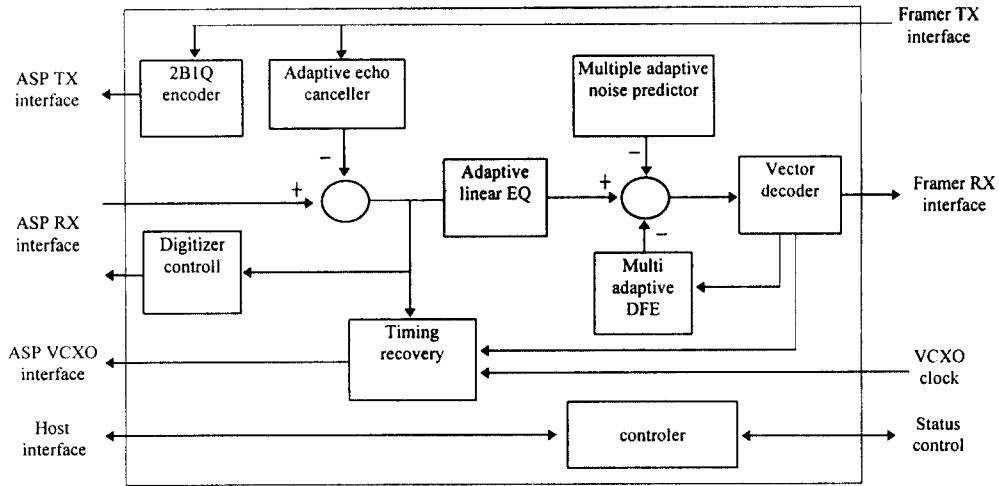 Framer TX
interface
ASP TX
interface
2B1Q
encoder
Adaptive echo
canceller
Multiple adaptive
noise predictor
−
−
+
Adaptive
linear EQ
+
Vector
decoder
Framer RX
interface
ASP RX
interface
Digitizer
controll
−
Multi
adaptive
DFE
Timing
recovery
ASP VCXO
interface
VCXO
clock
Host
interface
controler
Status
control